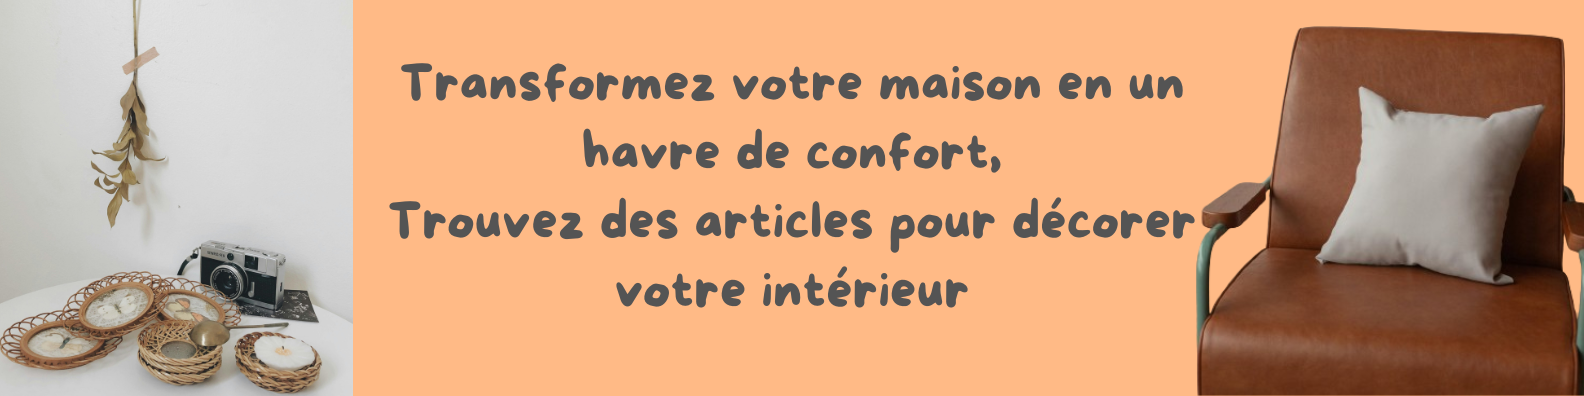 Transformez votre maison en un
havre de confort,
Trouvez des articles pour décorer
votre intérieur